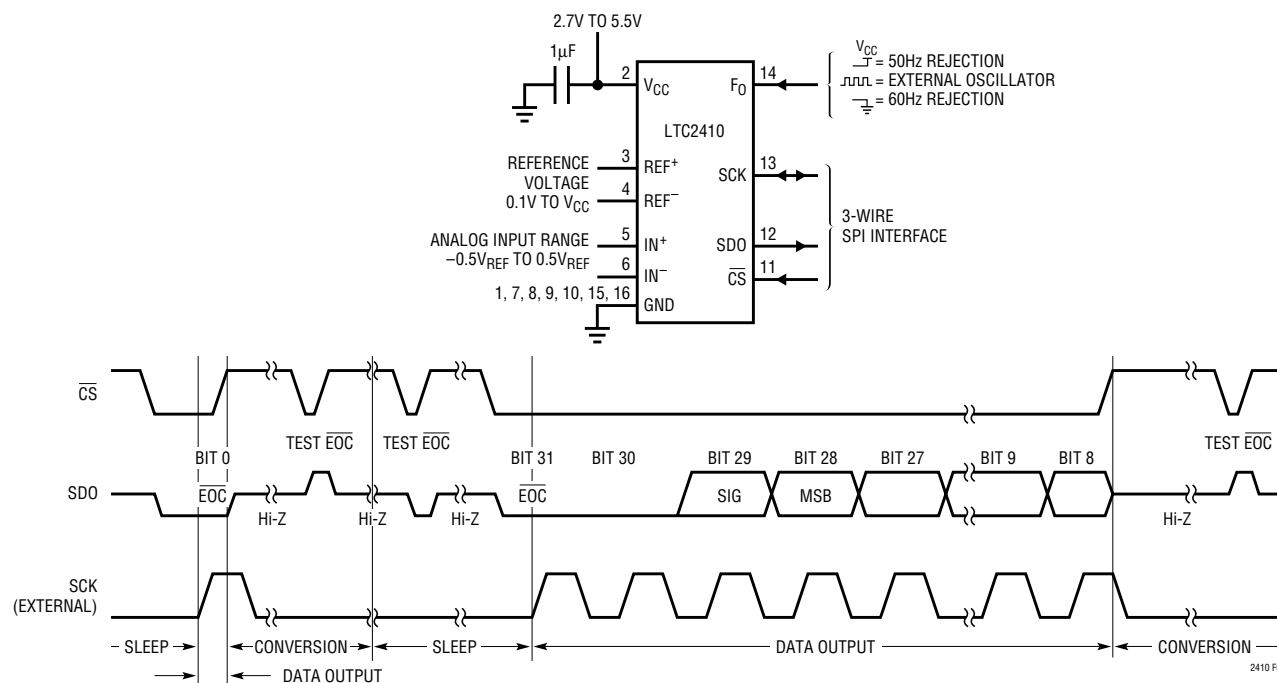 2.7V TO 5.5V
1µF
2
VCC
14
FO
VCC
= 50Hz REJECTION
= EXTERNAL OSCILLATOR
= 60Hz REJECTION
LTC2410
REFERENCE
VOLTAGE
0.1V TO VCC
3
REF+
4
REF–
13
SCK
ANALOG INPUT RANGE
–0.5VREF TO 0.5VREF
5
IN+
6
IN–
12
SDO
11
CS
3-WIRE
SPI INTERFACE
1, 7, 8, 9, 10, 15, 16
GND
CS
TEST EOC
TEST EOC
TEST EOC
BIT 0
BIT 31
BIT 30
BIT 29
BIT 28
BIT 27
BIT 9
BIT 8
SDO
EOC
EOC
SIG
MSB
Hi-Z
Hi-Z
Hi-Z
Hi-Z
SCK
(EXTERNAL)
SLEEP
CONVERSION
SLEEP
DATA OUTPUT
CONVERSION
DATA OUTPUT